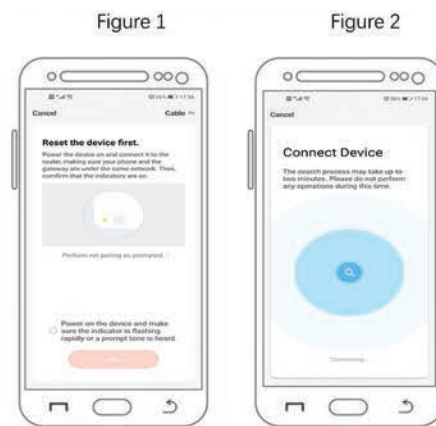 Figure 1
Figure 2
Cancel
Cable
Reset the device first.
Power the device on and connect it to the
router, making sure your phone and the
gateway are under the same network. Then,
confirm that the indicators are on.
Perform net pairing as prompted.
Power on the device and make
sure the indicator is flashing
rapidly or a prompt tone is heard
Cancel
Connect Device
The search process may take up to
two minutes. Please do not perform
any operations during this time.